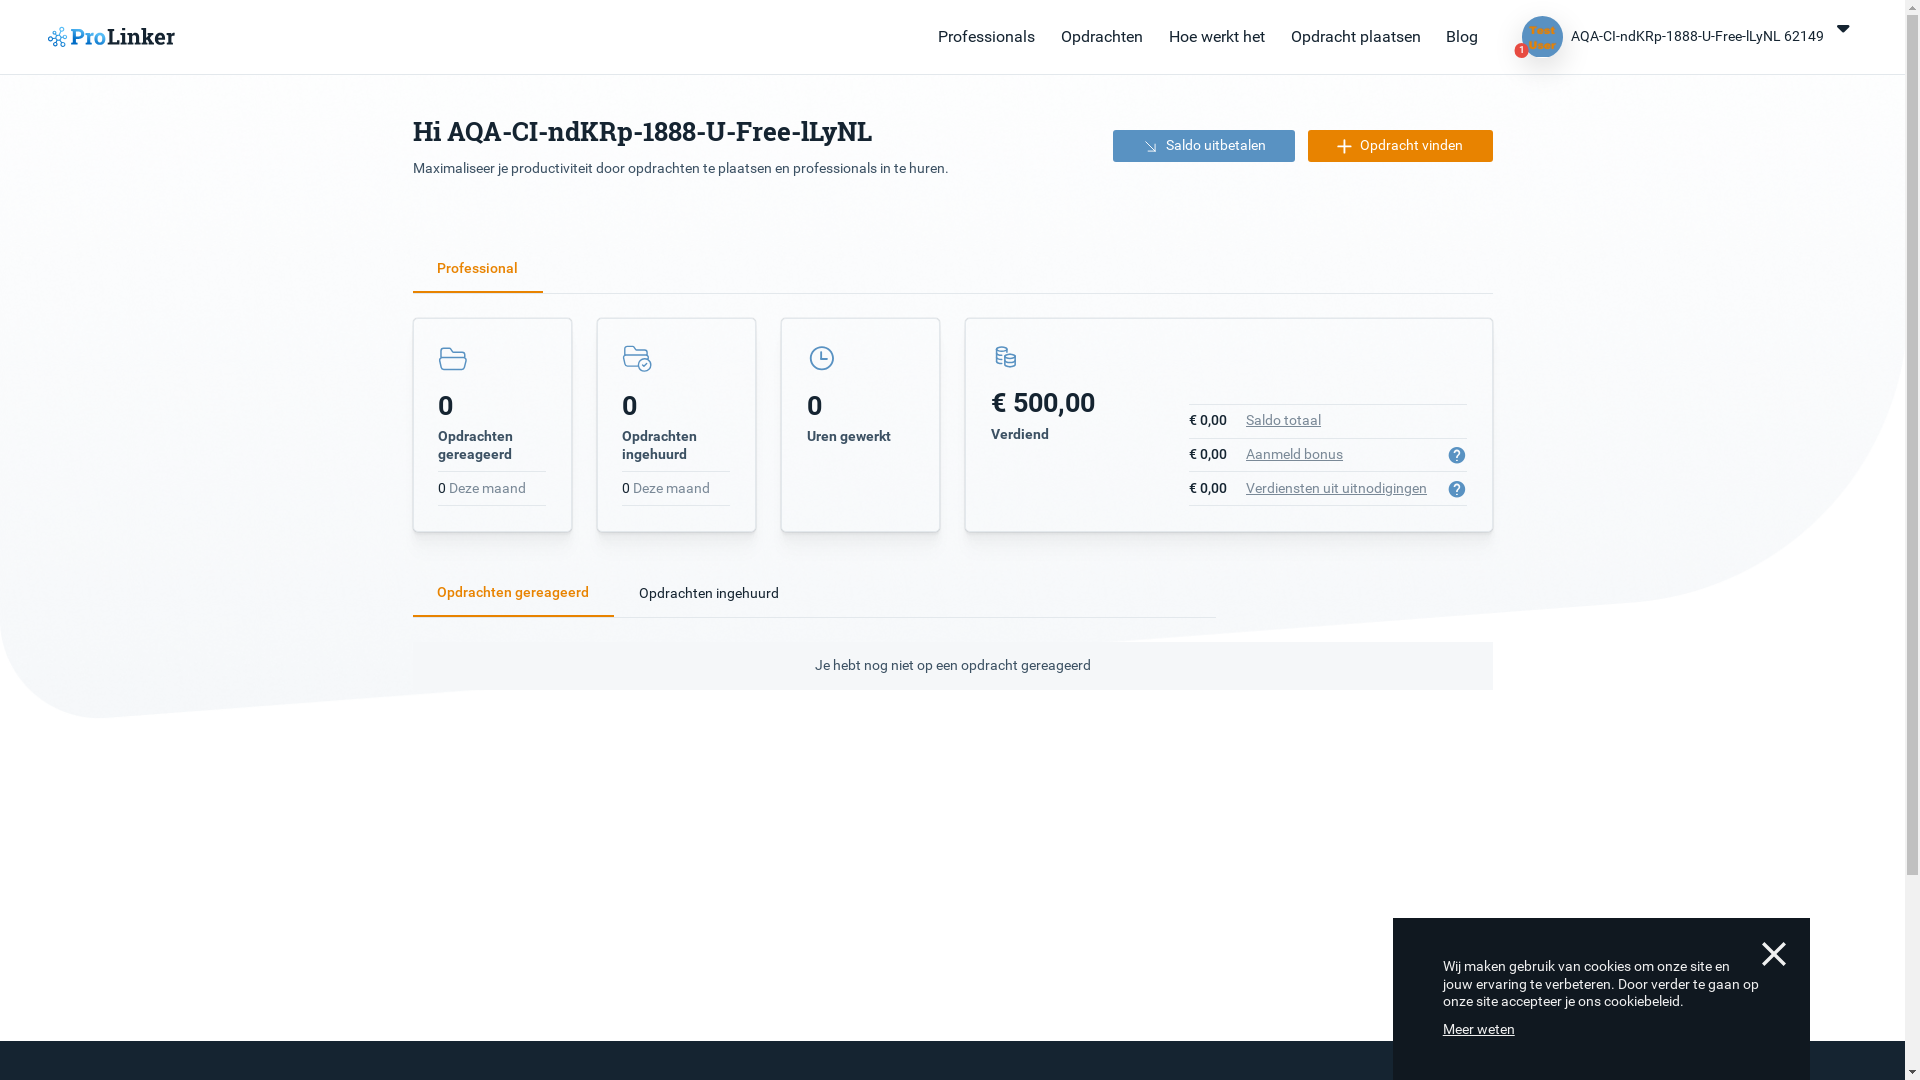 ProLinker
Professionals
Opdrachten
Hoe werkt het
Opdracht plaatsen
Blog
Test
User
1
AQA-CI-ndKRp-1888-U-Free-lLyNL 62149
Hi AQA-CI-ndKRp-1888-U-Free-lLyNL
Maximaliseer je productiviteit door opdrachten te plaatsen en professionals in te huren.
Saldo uitbetalen
Opdracht vinden
Professional
0
Opdrachten
gereageerd
0 Deze maand
0
Opdrachten
ingehuurd
0 Deze maand
0
Uren gewerkt
€ 500,00
Verdiend
€ 0,00 Saldo totaal
€ 0,00 Aanmeld bonus ?
€ 0,00 Verdiensten uit uitnodigingen ?
Opdrachten gereageerd
Opdrachten ingehuurd
Je hebt nog niet op een opdracht gereageerd
Wij maken gebruik van cookies om onze site en
jouw ervaring te verbeteren. Door verder te gaan op
onze site accepteer je ons cookiebeleid.
Meer weten